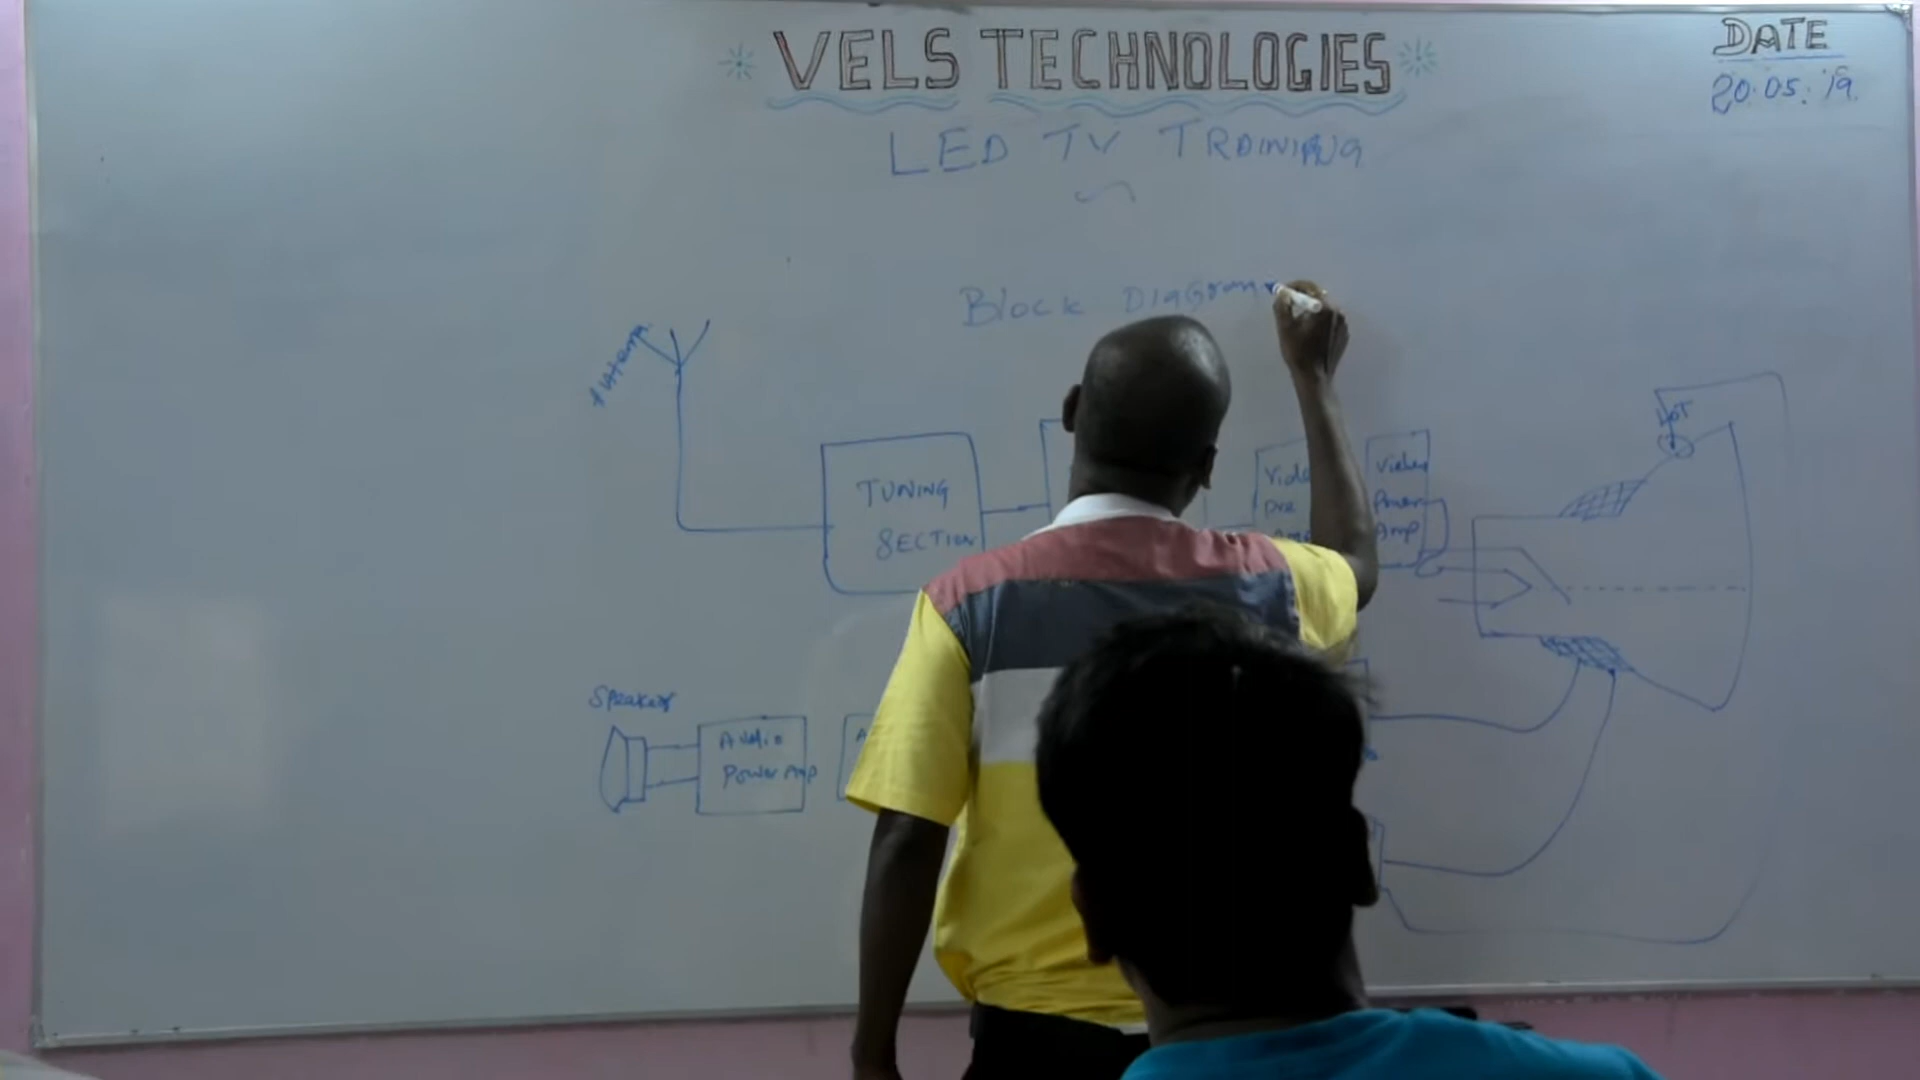 VELS TECHNOLOGIES
DATE
20.05.19
LED TV TRAINING
Block Diagram
TUNING
SECTION
Video
Power
Amp
Pre
Speaker
Audio
Power Amp